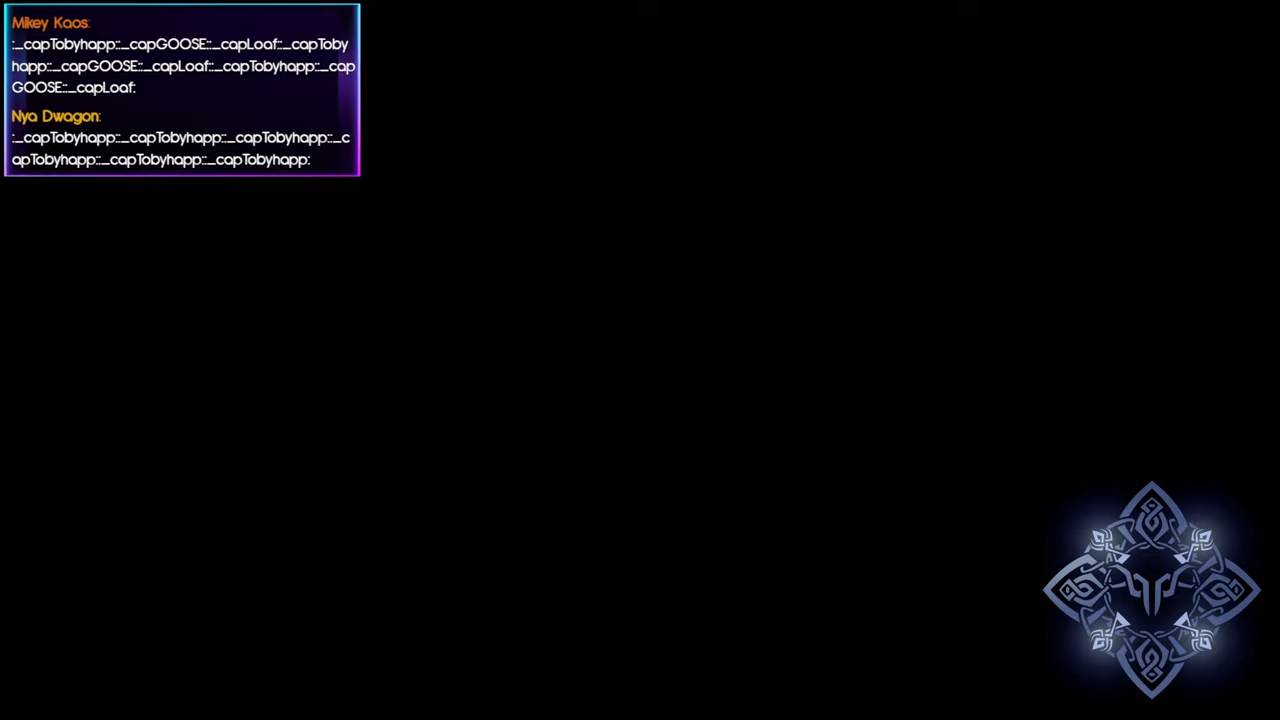 Mikey Kaos:
:_capTobyhapp::_capGOOSE::_capLoaf::_capToby
happ::_capGOOSE::_capLoaf::_capTobyhapp::_cap
GOOSE::_capLoaf:
Nya Dwagon:
:_capTobyhapp::_capTobyhapp::_capTobyhapp::_c
apTobyhapp::_capTobyhapp::_capTobyhapp: